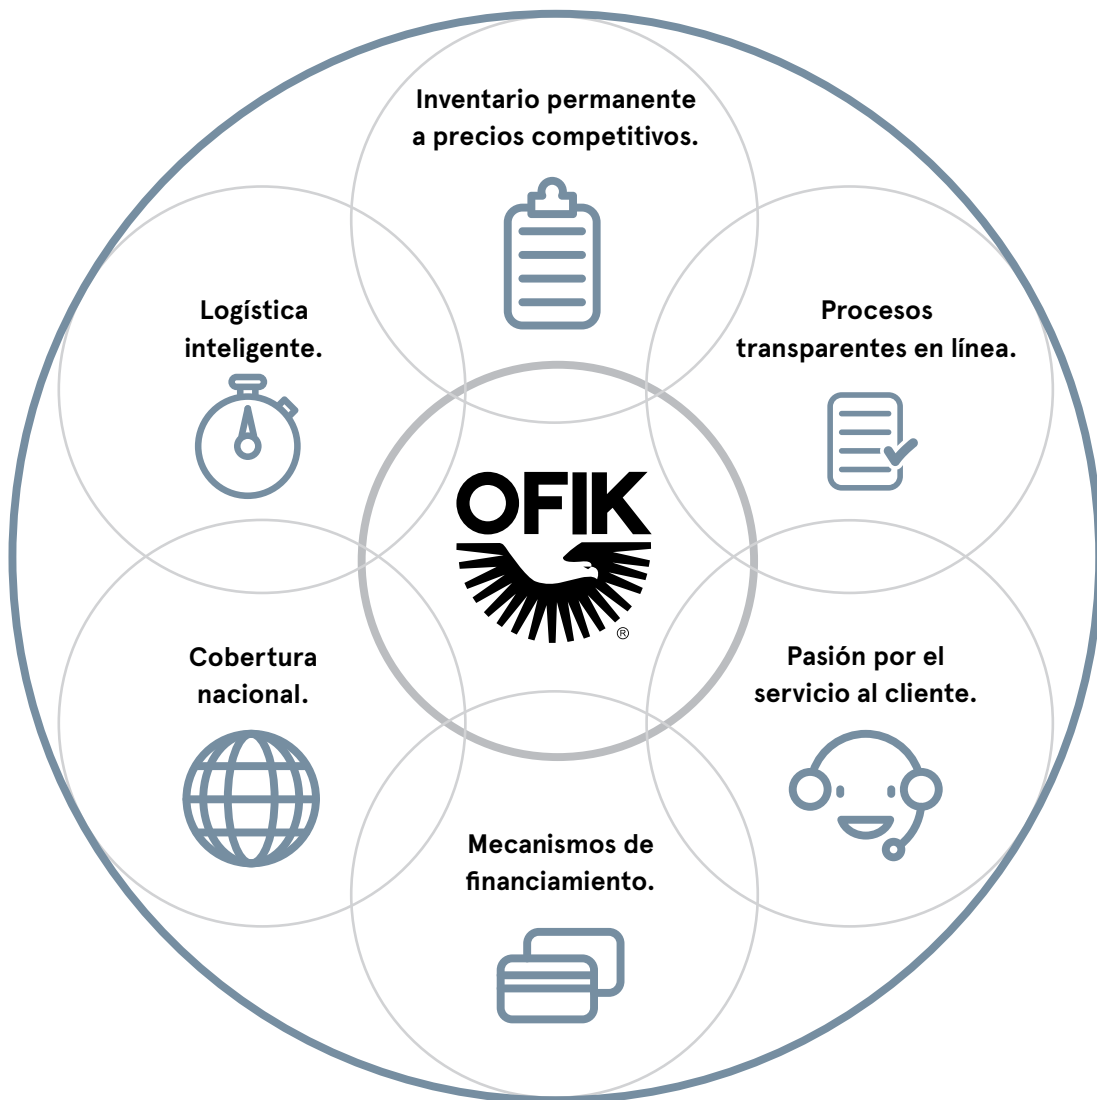 Inventario permanente
a precios competitivos.
Logística
inteligente.
Procesos
transparentes en línea.
OFIK
®
Cobertura
nacional.
Pasión por el
servicio al cliente.
Mecanismos de
financiamiento.